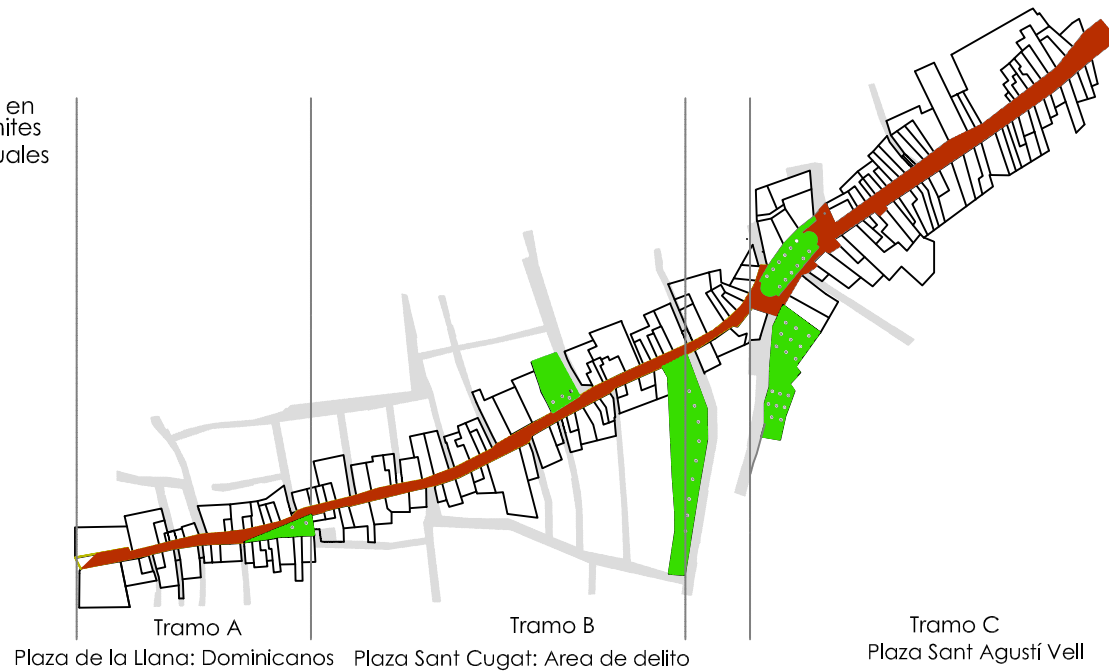 en
mites
uales
Tramo A
Plaza de la Llana: Dominicanos
Tramo B
Plaza Sant Cugat: Area de delito
Tramo C
Plaza Sant Agustí Vell